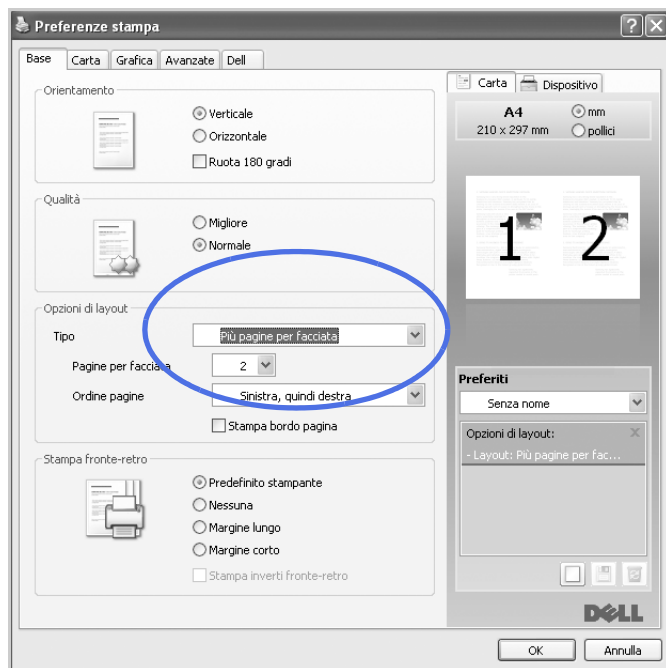 Preferenze stampa
Base Carta Grafica Avanzate Dell
Orientamento
Verticale
Orizzontale
Ruota 180 gradi
Qualità
Migliore
Normale
Opzioni di layout
Tipo Più pagine per facciata
Pagine per facciata 2
Ordine pagine Sinistra, quindi destra
Stampa bordo pagina
Stampa fronte-retro
Predefinito stampante
Nessuna
Margine lungo
Margine corto
Stampa inverti fronte-retro
Carta Dispositivo
A4 mm
210 x 297 mm pollici
1 2
Preferiti
Senza nome
Opzioni di layout:
- Layout: Più pagine per fac...
DELL
OK Annulla